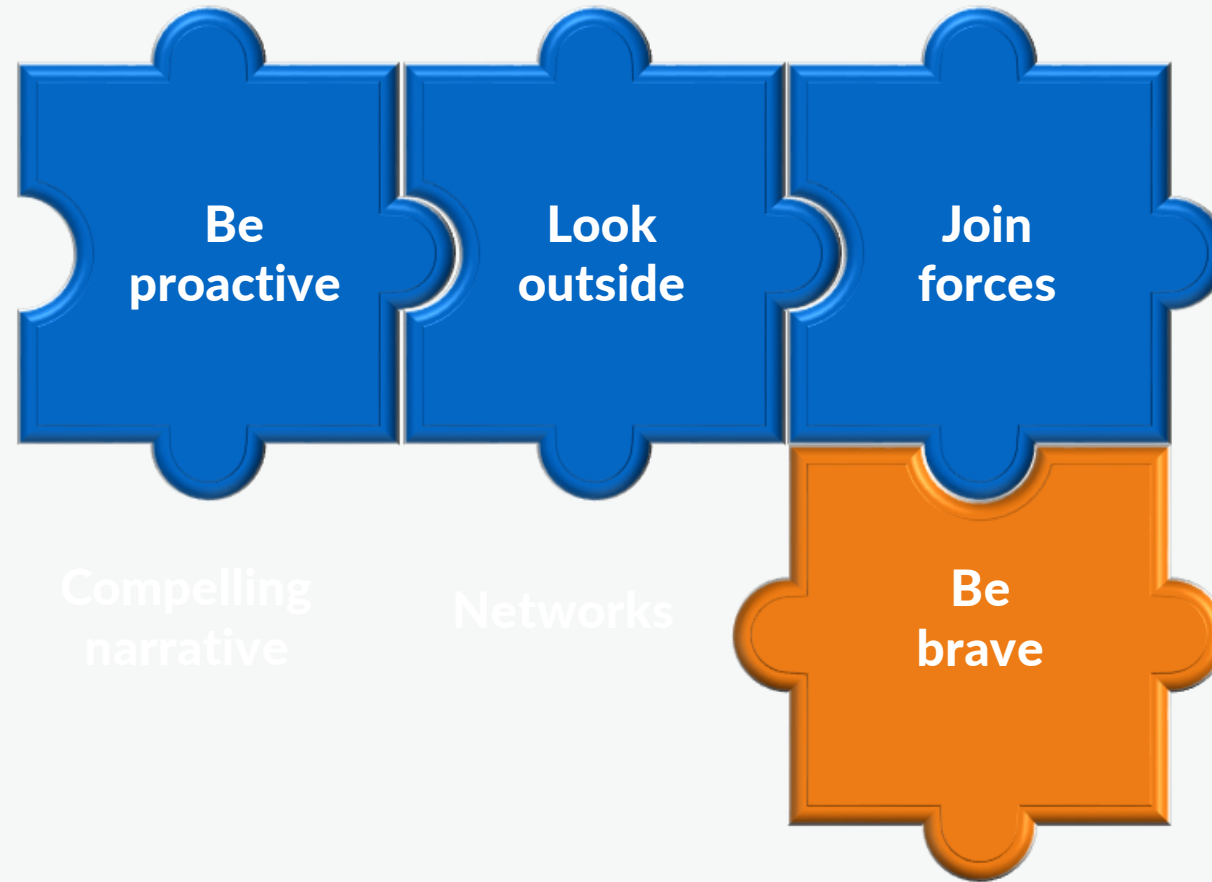 Be
proactive
Look
outside
Join
forces
Compelling
narrative
Networks
Be
brave